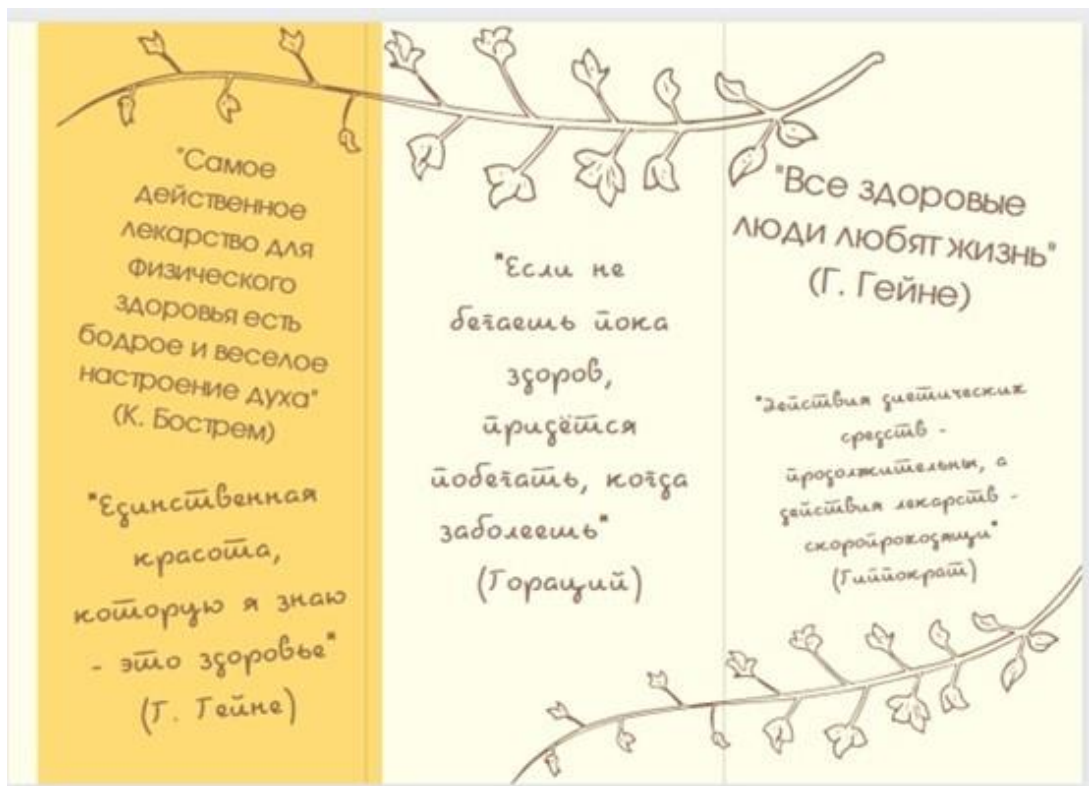 "Самое
действенное
лекарство для
физического
здоровья есть
бодрое и веселое
настроение духа"
(К. Бострем)
"Единственная
красота,
которую я знаю
- это здоровье"
(Г. Гейне)
"Если не
бегаешь пока
здоров,
придётся
побегать, когда
заболеешь"
(Гораций)
"Все здоровые
люди любят жизнь"
(Г. Гейне)
"Действия диетических
средств -
продолжительны, а
действия лекарств -
скоропроходящи"
(Гиппократ)